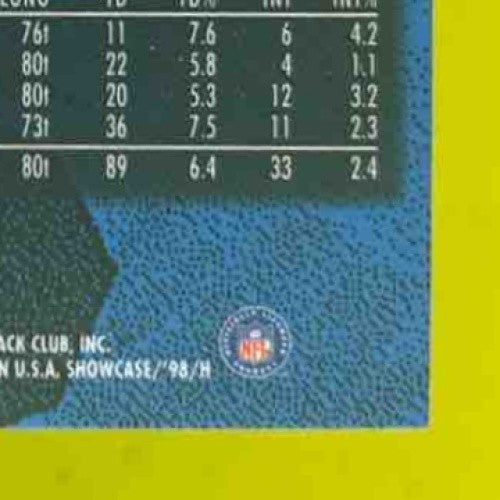 LONG TD TD% INT INT%
76t 11 7.6 6 4.2
80t 22 5.8 4 1.1
80t 20 5.3 12 3.2
73t 36 7.5 11 2.3
80t 89 6.4 33 2.4
ACK CLUB, INC.
N U.S.A. SHOWCASE/'98/H
NFL